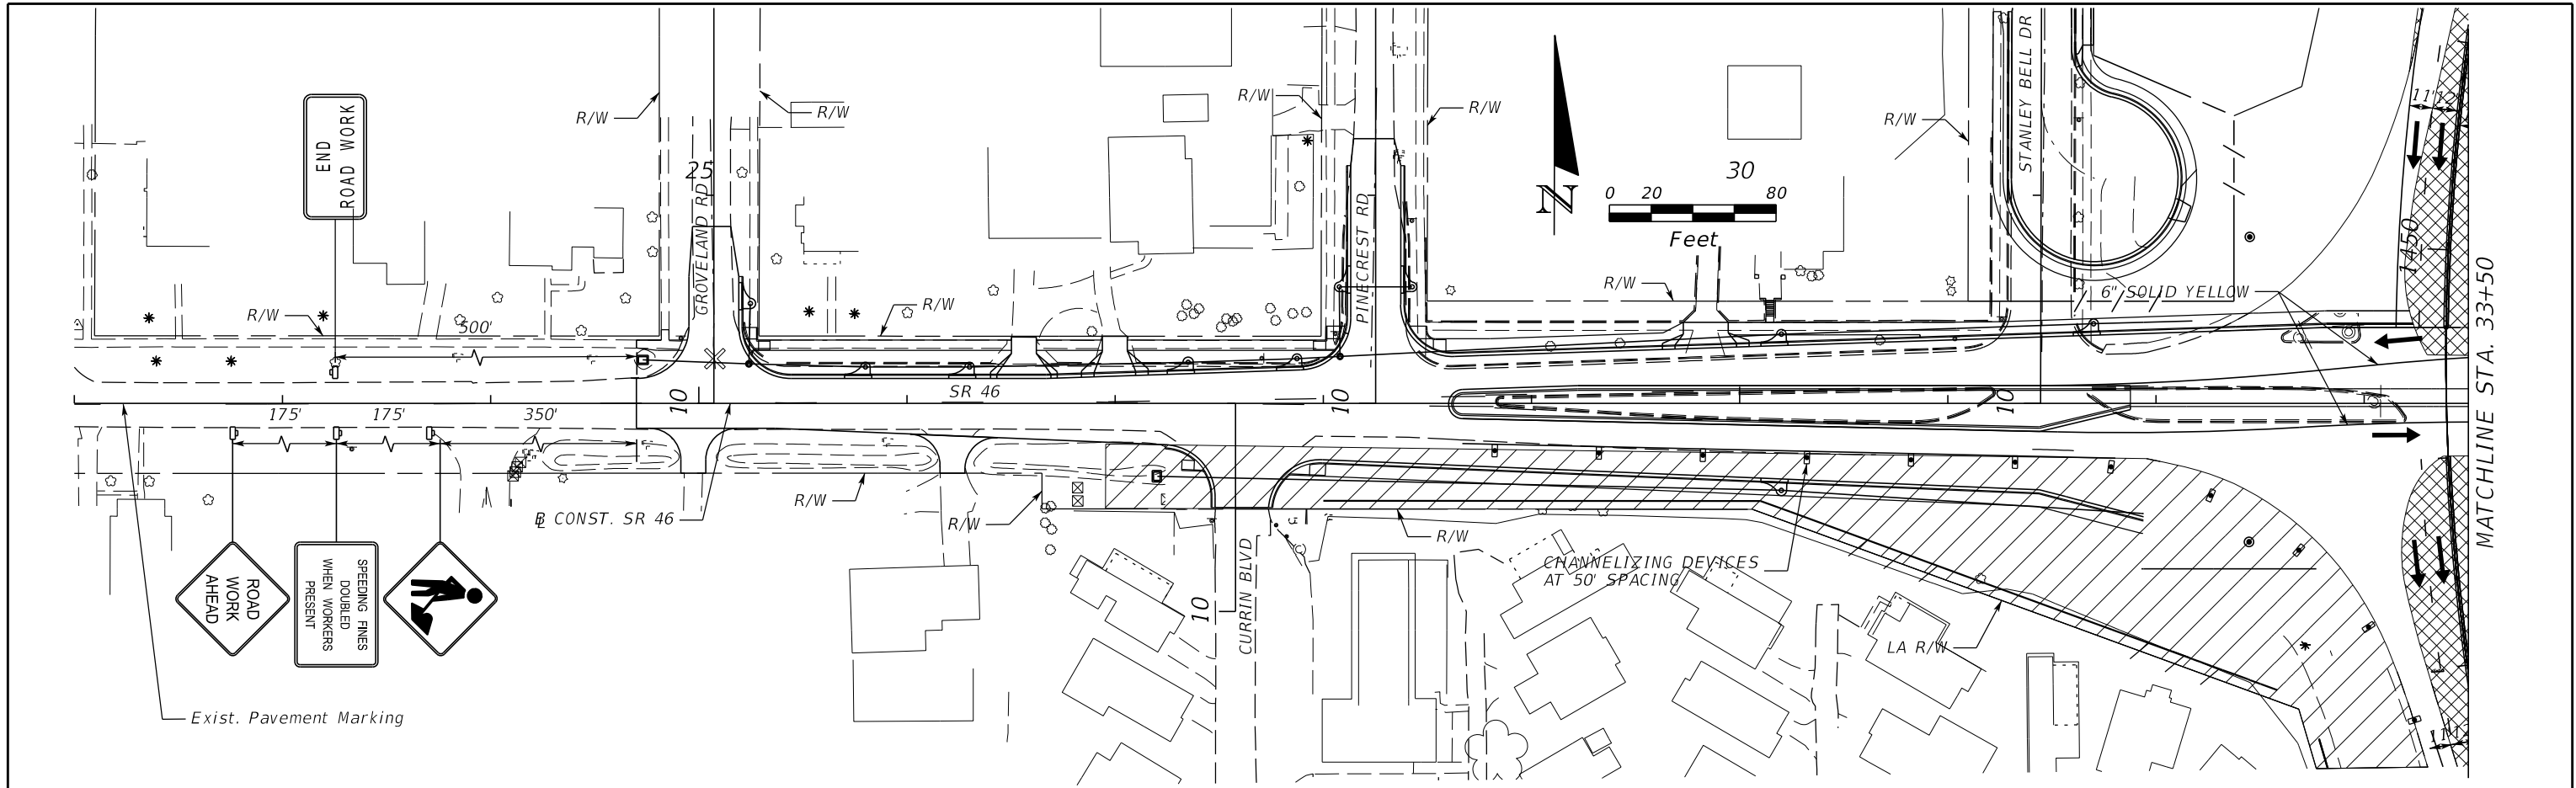 END
ROAD WORK
R/W
R/W
25
GROVELAND RD
R/W
R/W
PINECREST RD
N
30
0 20 80
Feet
R/W
STANLEY BELL DR
11'
12'
1450
R/W
500'
R/W
R/W
6" SOLID YELLOW
MATCHLINE STA. 33+50
10
SR 46
10
10
175'
175'
350'
R/W
℄ CONST. SR 46
R/W
R/W
CHANNELIZING DEVICES
AT 50' SPACING
ROAD
WORK
AHEAD
SPEEDING FINES
DOUBLED
WHEN WORKERS
PRESENT
10
CURRIN BLVD
LA R/W
Exist. Pavement Marking
11'